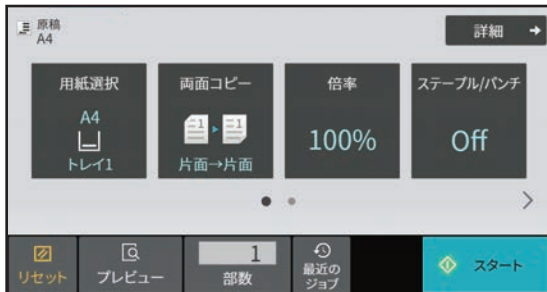 原稿
A4
詳細
用紙選択
A4
トレイ1
両面コピー
1
1
片面→片面
倍率
100%
ステープル/パンチ
Off
リセット
プレビュー
1
部数
最近の
ジョブ
スタート